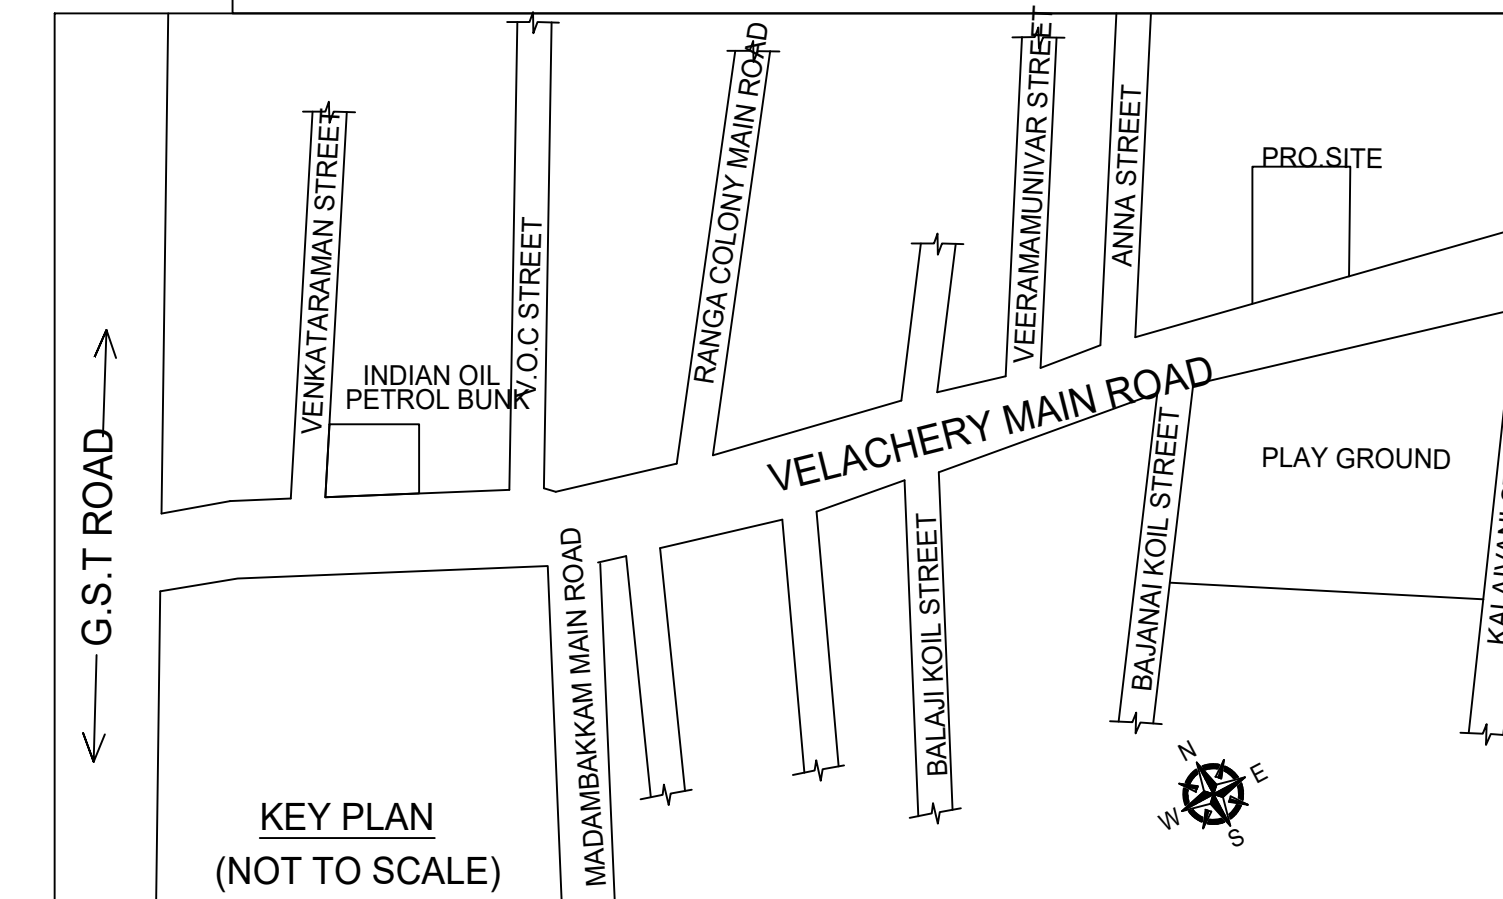 VENKATARAMAN STREET
V.O.C STREET
RANGA COLONY MAIN ROAD
VEERAMUNIVAR STREET
ANNA STREET
PRO.SITE
INDIAN OIL
PETROL BUNK
VELACHERY MAIN ROAD
PLAY GROUND
G.S.T ROAD
MADAMBAKKAM MAIN ROAD
BALAJI KOIL STREET
BAJANAI KOIL STREET
N
E
W
S
KEY PLAN
(NOT TO SCALE)